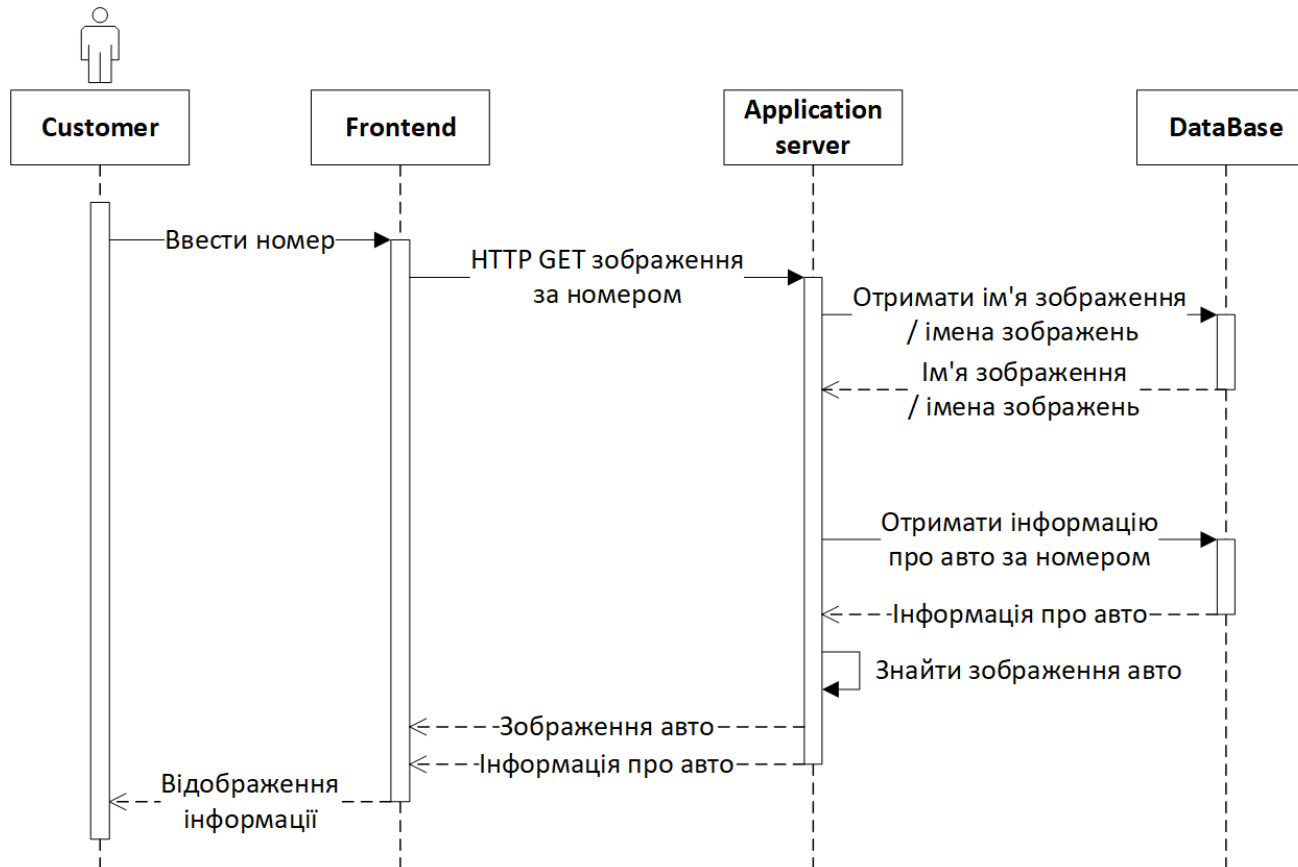 Customer
Frontend
Application
server
DataBase
Ввести номер
HTTP GET зображення
за номером
Отримати ім'я зображення
/ імена зображень
Ім'я зображення
/ імена зображень
Отримати інформацію
про авто за номером
Інформація про авто
Знайти зображення авто
Зображення авто
Інформація про авто
Відображення
інформації